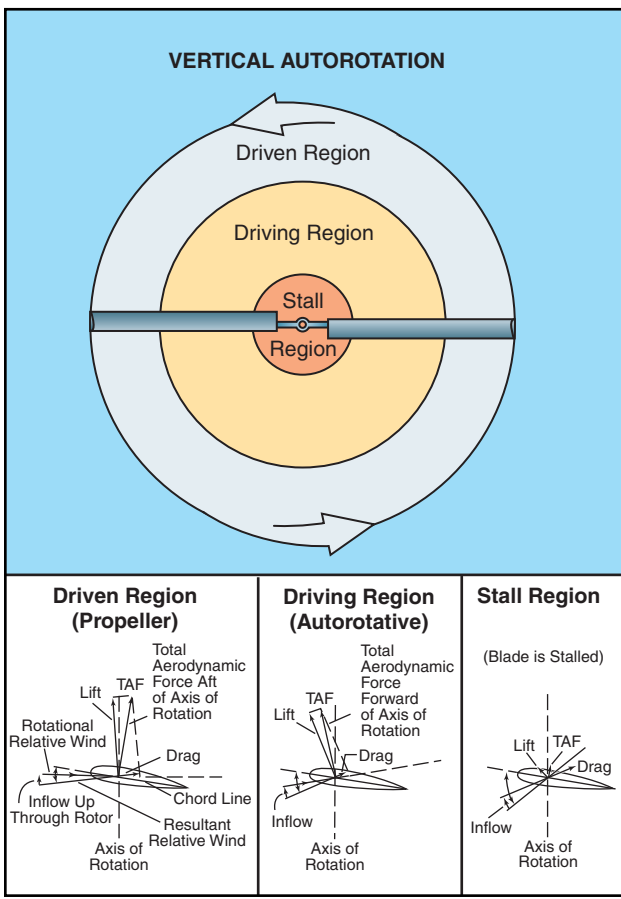 VERTICAL AUTOROTATION
Driven Region
Driving Region
Stall
Region
Driven Region
(Propeller)
Total
Aerodynamic
Force Aft
of Axis of
Rotation
TAF
Lift
Rotational
Relative Wind
Drag
Chord Line
Inflow Up
Through Rotor
Resultant
Relative Wind
Axis of
Rotation
Driving Region
(Autorotative)
Total
Aerodynamic
Force
Forward
of Axis of
Rotation
TAF
Lift
Drag
Inflow
Axis of
Rotation
Stall Region
(Blade is Stalled)
Lift
TAF
Drag
Inflow
Axis of
Rotation